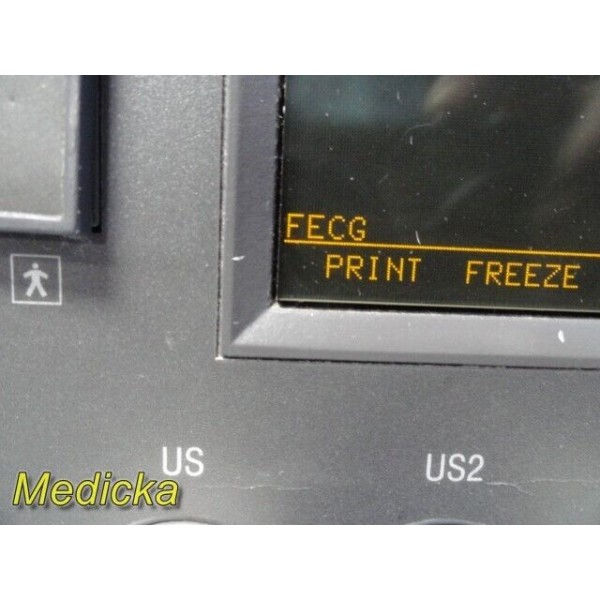 FECG
PRINT FREEZE
US US2
Medicka